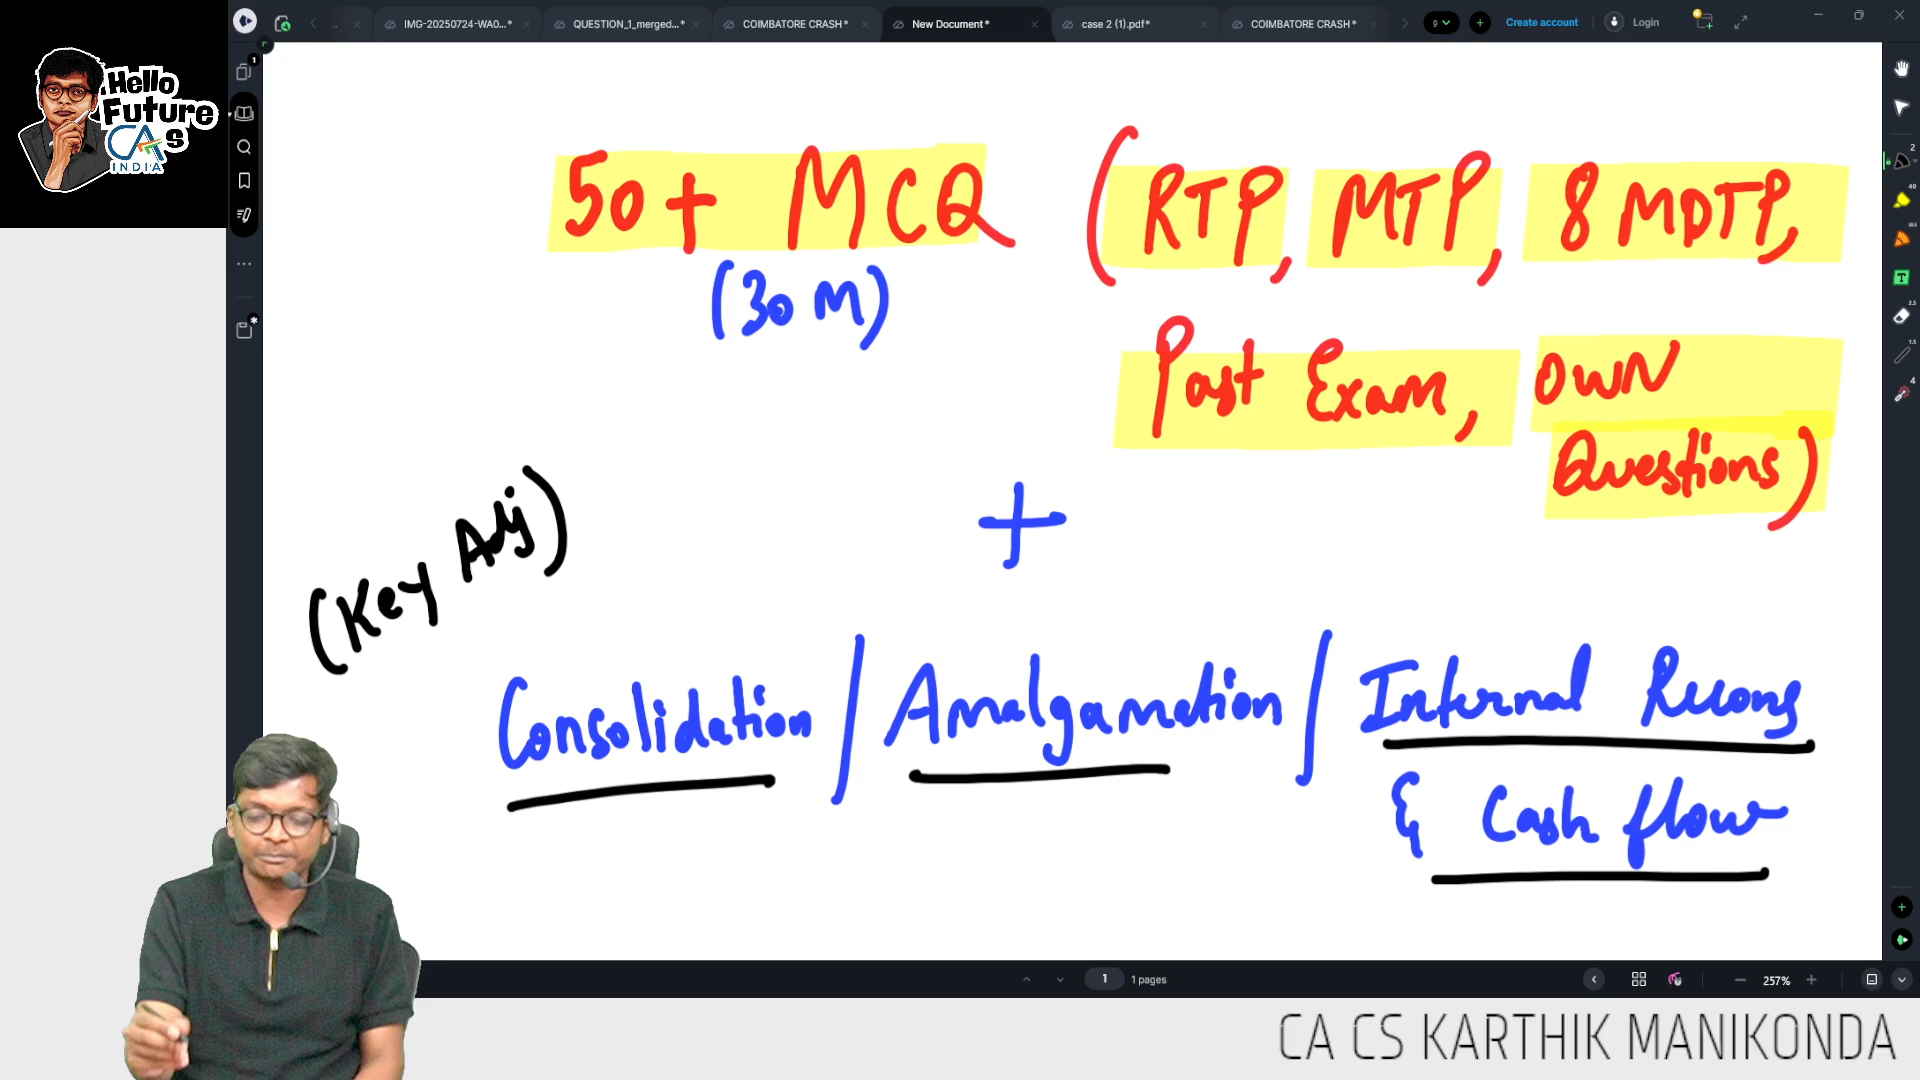 IMG-20250724-WA0...*
QUESTION_1_merged...*
COIMBATORE CRASH*
New Document*
case 2 (1).pdf*
COIMBATORE CRASH*
9
Create account
Login
Hello
Future
CAs
INDIA
50+ MCQ (RTP, MTP, 8 MDTP,
(30 M)
Past Exam, OWN
Questions)
+
(Key Adj)
Consolidation / Amalgamation / Internal Recons
& Cash flow
1
1 pages
257%
CA CS KARTHIK MANIKONDA